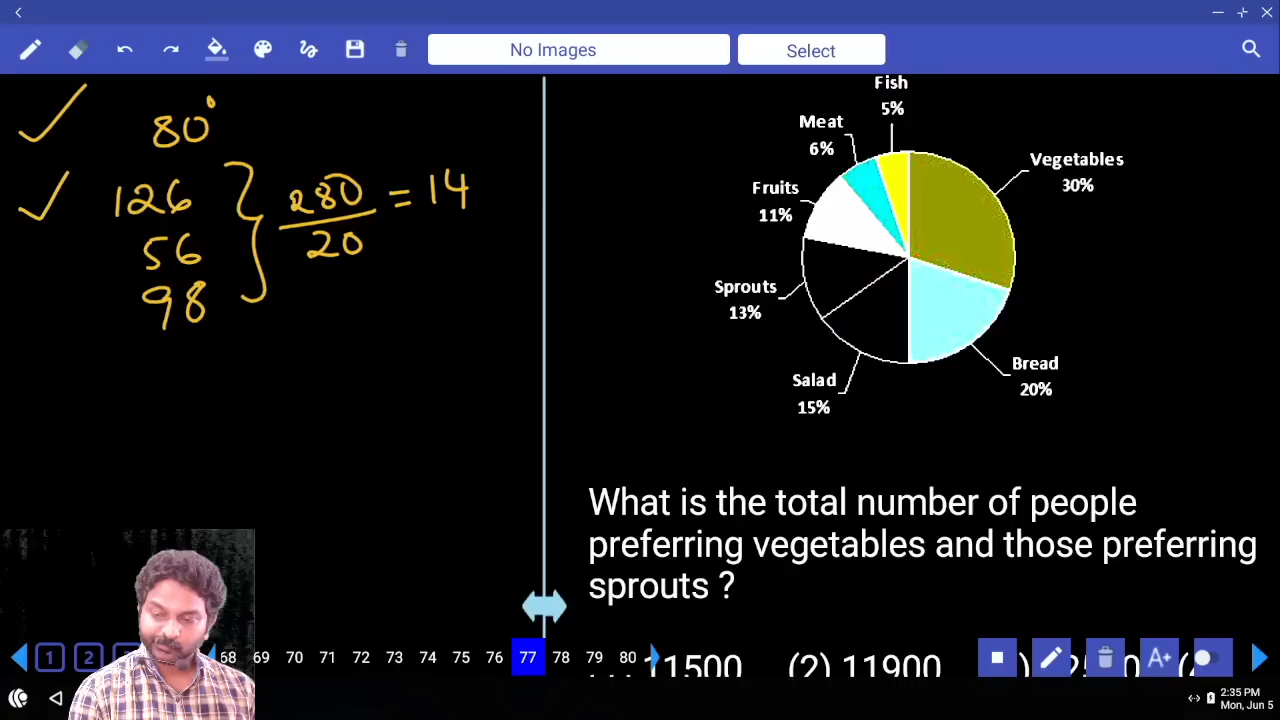 No Images
Select
80°
126
56
98
280
20
= 14
Fish
5%
Meat
6%
Vegetables
30%
Fruits
11%
Sprouts
13%
Bread
20%
Salad
15%
What is the total number of people
preferring vegetables and those preferring
sprouts ?
11500 (2) 11900
1 2 68 69 70 71 72 73 74 75 76 77 78 79 80
A+
2:35 PM
Mon, Jun 5